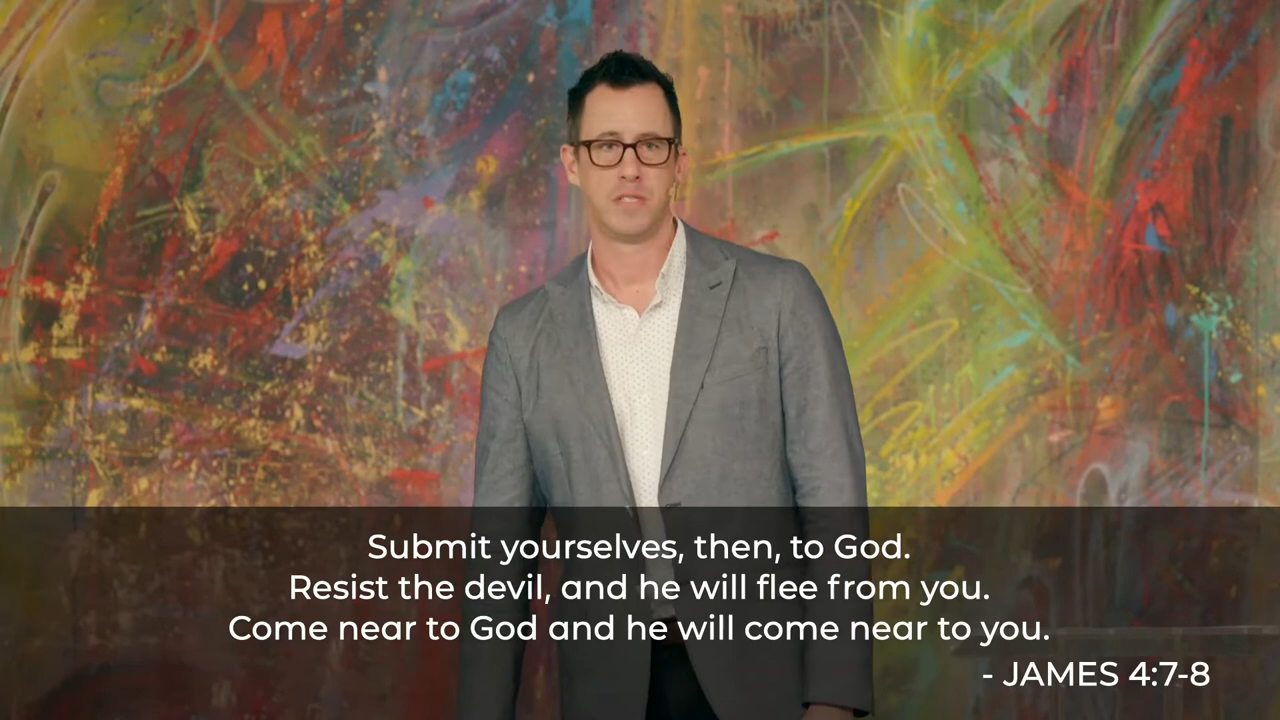 Submit yourselves, then, to God.
Resist the devil, and he will flee from you.
Come near to God and he will come near to you.
- JAMES 4:7-8